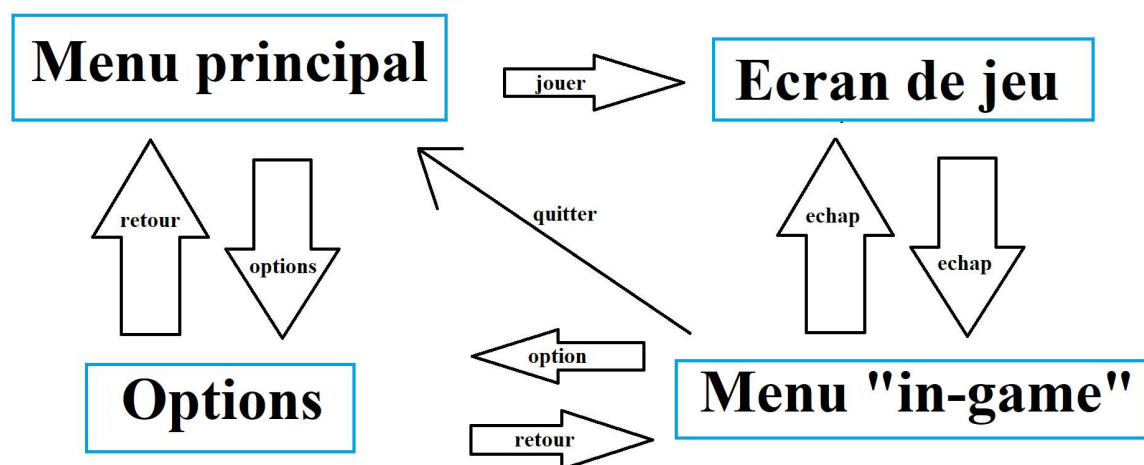 Menu principal
jouer
Ecran de jeu
retour
options
quitter
echap
echap
option
Options
Menu "in-game"
retour